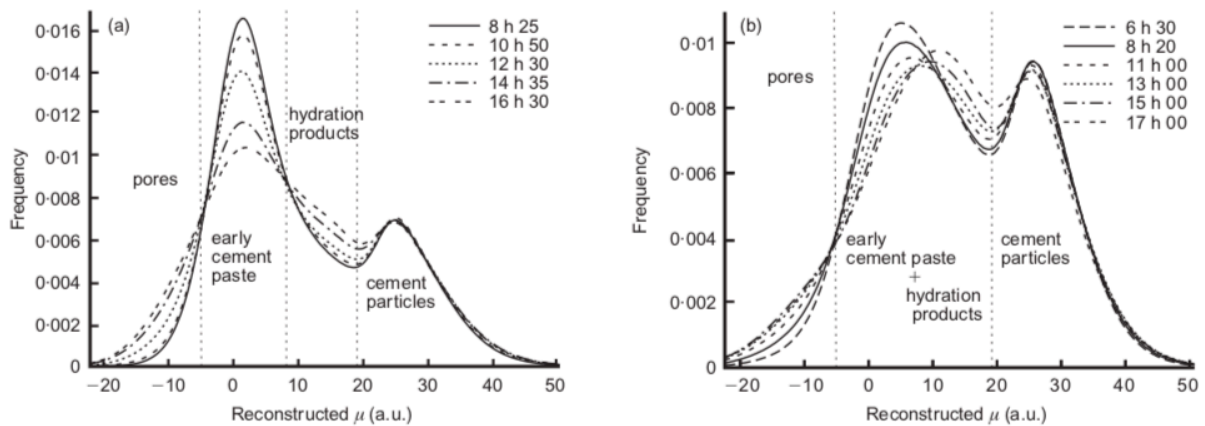 (a)
8 h 25
10 h 50
12 h 30
14 h 35
16 h 30
0·016
0·014
0·012
0·01
0·008
0·006
0·004
0·002
0
Frequency
pores
hydration
products
early
cement
paste
cement
particles
−20
−10
0
10
20
30
40
50
Reconstructed μ (a.u.)
(b)
6 h 30
8 h 20
11 h 00
13 h 00
15 h 00
17 h 00
0·01
0·008
0·006
0·004
0·002
0
Frequency
pores
early
cement paste
+
hydration
products
cement
particles
−20
−10
0
10
20
30
40
50
Reconstructed μ (a.u.)